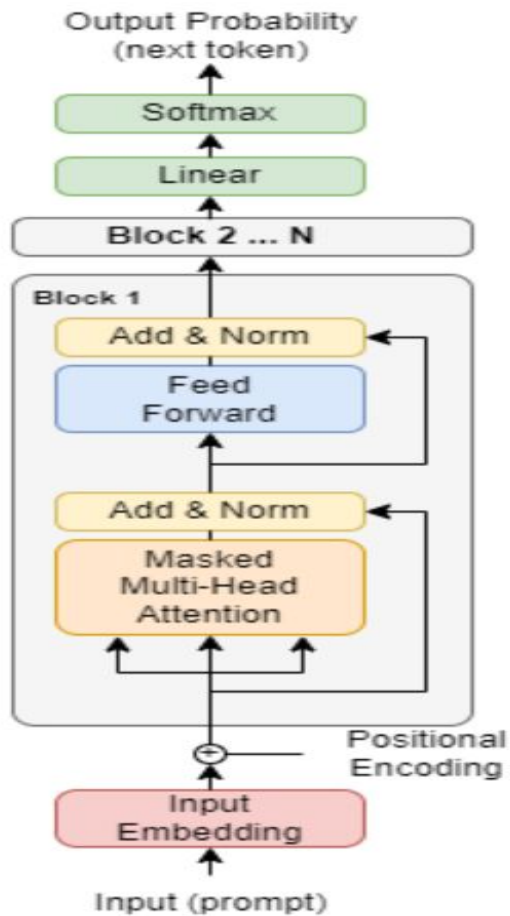 Output Probability
(next token)
Softmax
Linear
Block 2 ... N
Block 1
Add & Norm
Feed
Forward
Add & Norm
Masked
Multi-Head
Attention
+
Positional
Encoding
Input
Embedding
Input (prompt)